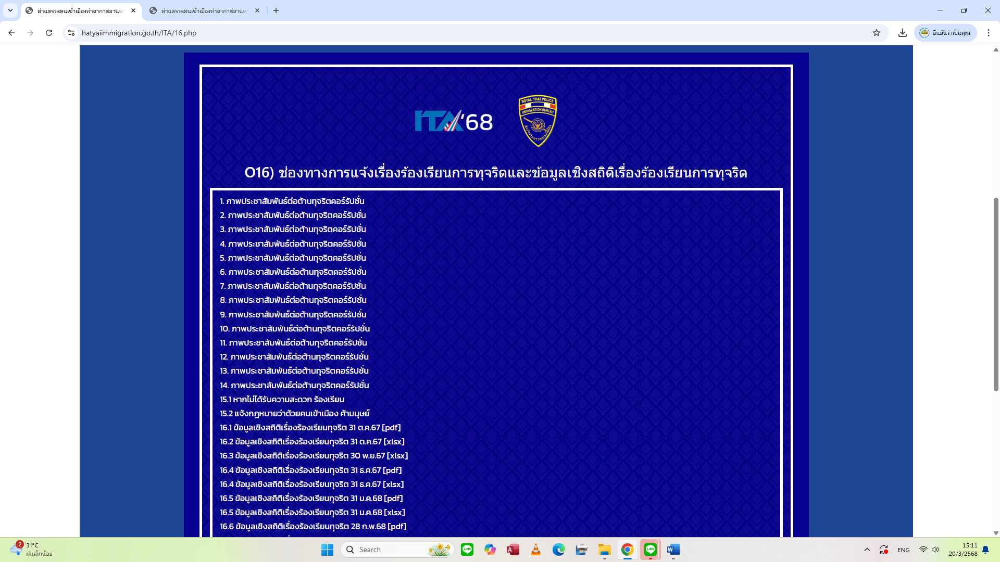 ด่านตรวจคนเข้าเมืองท่าอากาศยานห
ด่านตรวจคนเข้าเมืองท่าอากาศยานห
hatyaiimmigration.go.th/ITA/16.php
ยืนยันว่าเป็นคุณ
ITA'68
ROYAL THAI POLICE
IMMIGRATION BUREAU
สำนักงานตรวจคนเข้าเมือง
O16) ช่องทางการแจ้งเรื่องร้องเรียนการทุจริตและข้อมูลเชิงสถิติเรื่องร้องเรียนการทุจริต
1. ภาพประชาสัมพันธ์ต่อต้านทุจริตคอร์รัปชั่น
2. ภาพประชาสัมพันธ์ต่อต้านทุจริตคอร์รัปชั่น
3. ภาพประชาสัมพันธ์ต่อต้านทุจริตคอร์รัปชั่น
4. ภาพประชาสัมพันธ์ต่อต้านทุจริตคอร์รัปชั่น
5. ภาพประชาสัมพันธ์ต่อต้านทุจริตคอร์รัปชั่น
6. ภาพประชาสัมพันธ์ต่อต้านทุจริตคอร์รัปชั่น
7. ภาพประชาสัมพันธ์ต่อต้านทุจริตคอร์รัปชั่น
8. ภาพประชาสัมพันธ์ต่อต้านทุจริตคอร์รัปชั่น
9. ภาพประชาสัมพันธ์ต่อต้านทุจริตคอร์รัปชั่น
10. ภาพประชาสัมพันธ์ต่อต้านทุจริตคอร์รัปชั่น
11. ภาพประชาสัมพันธ์ต่อต้านทุจริตคอร์รัปชั่น
12. ภาพประชาสัมพันธ์ต่อต้านทุจริตคอร์รัปชั่น
13. ภาพประชาสัมพันธ์ต่อต้านทุจริตคอร์รัปชั่น
14. ภาพประชาสัมพันธ์ต่อต้านทุจริตคอร์รัปชั่น
15.1 หากไม่ได้รับความสะดวก ร้องเรียน
15.2 แจ้งกฎหมายว่าด้วยคนเข้าเมือง ค้ามนุษย์
16.1 ข้อมูลเชิงสถิติเรื่องร้องเรียนทุจริต 31 ต.ค.67 [pdf]
16.2 ข้อมูลเชิงสถิติเรื่องร้องเรียนทุจริต 31 ต.ค.67 [xlsx]
16.3 ข้อมูลเชิงสถิติเรื่องร้องเรียนทุจริต 30 พ.ย.67 [xlsx]
16.4 ข้อมูลเชิงสถิติเรื่องร้องเรียนทุจริต 31 ธ.ค.67 [pdf]
16.4 ข้อมูลเชิงสถิติเรื่องร้องเรียนทุจริต 31 ธ.ค.67 [xlsx]
16.5 ข้อมูลเชิงสถิติเรื่องร้องเรียนทุจริต 31 ม.ค.68 [pdf]
16.5 ข้อมูลเชิงสถิติเรื่องร้องเรียนทุจริต 31 ม.ค.68 [xlsx]
16.6 ข้อมูลเชิงสถิติเรื่องร้องเรียนทุจริต 28 ก.พ.68 [pdf]
2
31°C
ฝนเล็กน้อย
Search
LINE
LINE
ENG
15:11
20/3/2568